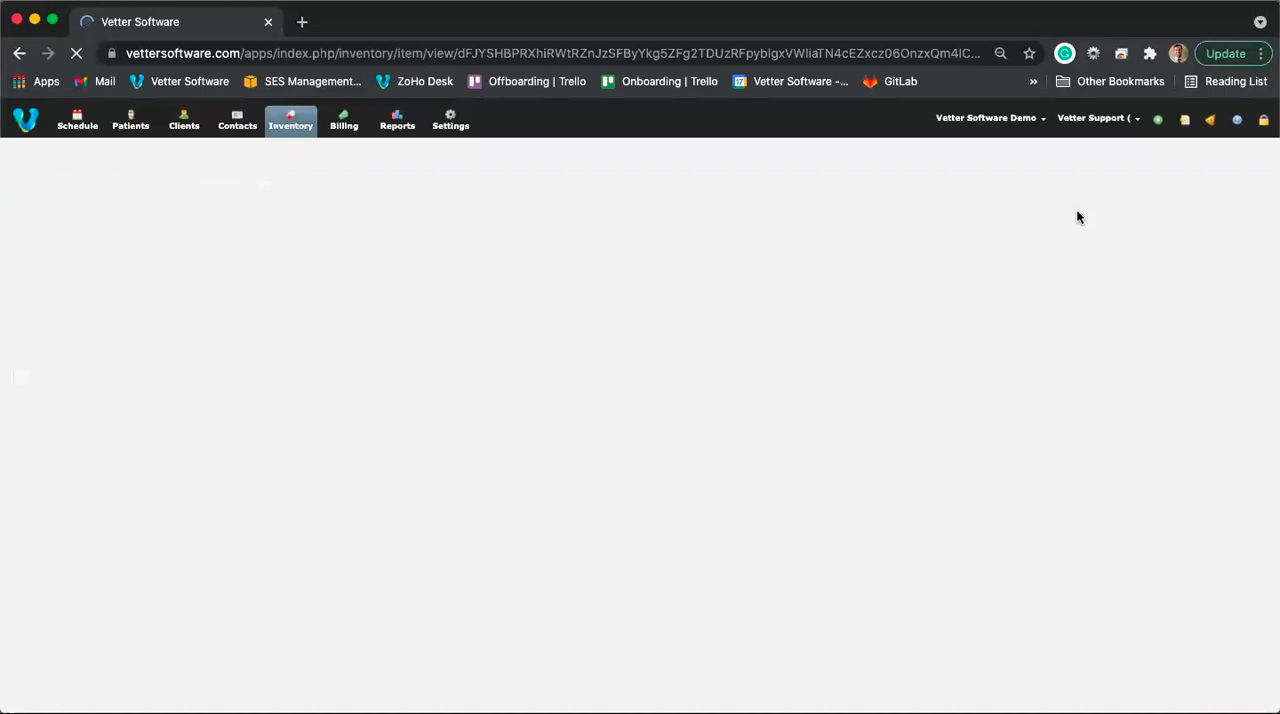 Vetter Software
vettersoftware.com/apps/index.php/inventory/item/view/dFJYSHBPRXhiRWtRZnJzSFByYkg5ZFg2TDUzRFpyblgxVWliaTN4cEZxcz06OnzxQm4lC...
Update
Apps Mail Vetter Software SES Management... ZoHo Desk Offboarding | Trello Onboarding | Trello Vetter Software -... GitLab » Other Bookmarks Reading List
Schedule Patients Clients Contacts Inventory Billing Reports Settings Vetter Software Demo Vetter Support (